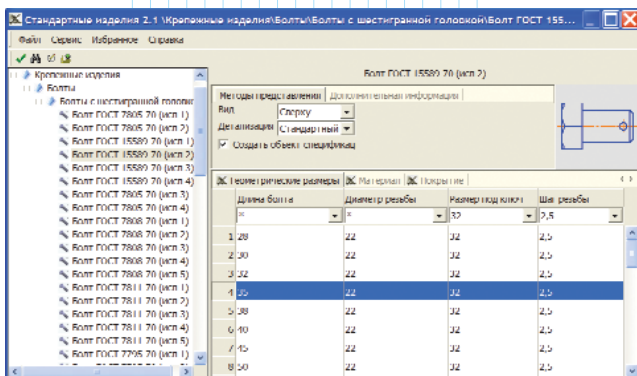 Стандартные изделия 2.1 \Крепежные изделия\Болты\Болты с шестигранной головкой\Болт ГОСТ 155...
Файл Сервис Избранное Справка
Крепежные изделия
Болты
Болты с шестигранной головко
Болт ГОСТ 7805 70 (исп 1)
Болт ГОСТ 7805 70 (исп 2)
Болт ГОСТ 15589 70 (исп 1)
Болт ГОСТ 15589 70 (исп 2)
Болт ГОСТ 15589 70 (исп 3)
Болт ГОСТ 15589 70 (исп 4)
Болт ГОСТ 7805 70 (исп 3)
Болт ГОСТ 7805 70 (исп 4)
Болт ГОСТ 7808 70 (исп 1)
Болт ГОСТ 7808 70 (исп 2)
Болт ГОСТ 7808 70 (исп 3)
Болт ГОСТ 7808 70 (исп 4)
Болт ГОСТ 7808 70 (исп 5)
Болт ГОСТ 7811 70 (исп 1)
Болт ГОСТ 7811 70 (исп 2)
Болт ГОСТ 7811 70 (исп 3)
Болт ГОСТ 7811 70 (исп 4)
Болт ГОСТ 7811 70 (исп 5)
Болт ГОСТ 7795 70 (исп 1)
Болт ГОСТ 15589 70 (исп 2)
Методы представления Дополнительная информация
Вид Сверху
Детализация Стандартный
Создать объект спецификац
Геометрические размеры Материал Покрытие
Длина болта Диаметр резьбы Размер под ключ Шаг резьбы
* * 32 2,5
1 28 22 32 2,5
2 30 22 32 2,5
3 32 22 32 2,5
4 35 22 32 2,5
5 38 22 32 2,5
6 40 22 32 2,5
7 45 22 32 2,5
8 50 22 32 2,5